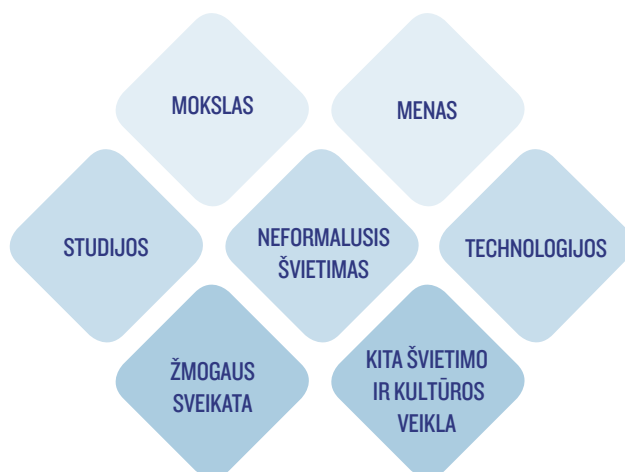 MOKSLAS
MENAS
STUDIJOS
NEFORMALUSIS
ŠVIETIMAS
TECHNOLOGIJOS
ŽMOGAUS
SVEIKATA
KITA ŠVIETIMO
IR KULTŪROS
VEIKLA